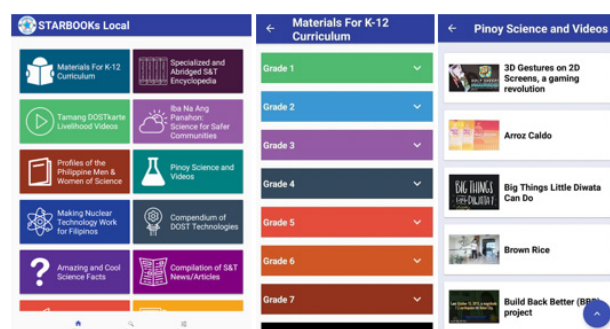 STARBOOKs Local
Materials For K-12
Curriculum
Specialized and
Abridged S&T
Encyclopedia
Tamang DOSTkarte
Livelihood Videos
Iba Na Ang
Panahon:
Science for Safer
Communities
Profiles of the
Philippine Men &
Women of Science
Pinoy Science and
Videos
Making Nuclear
Technology Work
for Filipinos
Compendium of
DOST Technologies
Amazing and Cool
Science Facts
Compilation of S&T
News/Articles
Materials For K-12
Curriculum
Grade 1
Grade 2
Grade 3
Grade 4
Grade 5
Grade 6
Grade 7
Pinoy Science and Videos
3D Gestures on 2D
Screens, a gaming
revolution
Arroz Caldo
BIG THINGS
Big Things Little Diwata
Can Do
Brown Rice
Build Back Better (BBB)
project